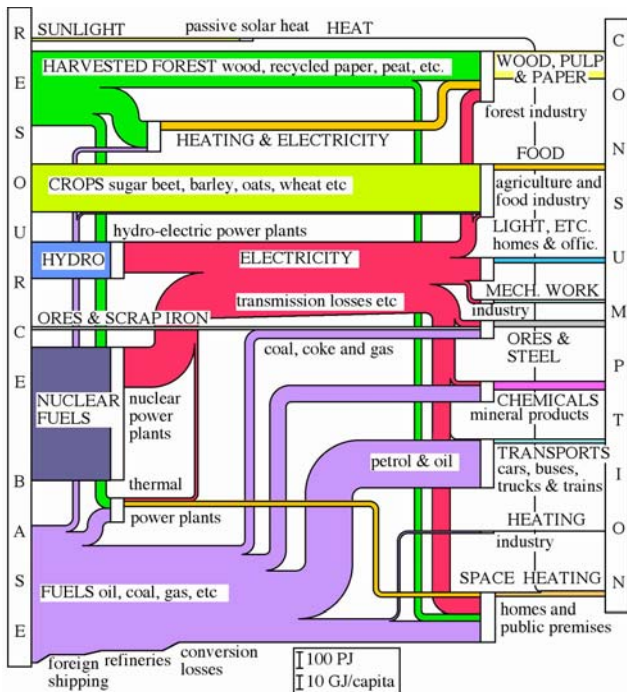 RESOURCE BASE
SUNLIGHT
passive solar heat
HEAT
HARVESTED FOREST wood, recycled paper, peat, etc.
WOOD, PULP
& PAPER
forest industry
HEATING & ELECTRICITY
FOOD
CROPS sugar beet, barley, oats, wheat etc
agriculture and
food industry
hydro-electric power plants
LIGHT, ETC.
homes & offic.
HYDRO
ELECTRICITY
MECH. WORK
transmission losses etc
industry
ORES & SCRAP IRON
coal, coke and gas
ORES &
STEEL
NUCLEAR
FUELS
nuclear
power
plants
CHEMICALS
mineral products
petrol & oil
TRANSPORTS
cars, buses,
trucks & trains
thermal
power plants
HEATING
industry
FUELS oil, coal, gas, etc
SPACE HEATING
homes and
public premises
foreign
shipping
refineries
conversion
losses
100 PJ
10 GJ/capita
CONSUMPTION